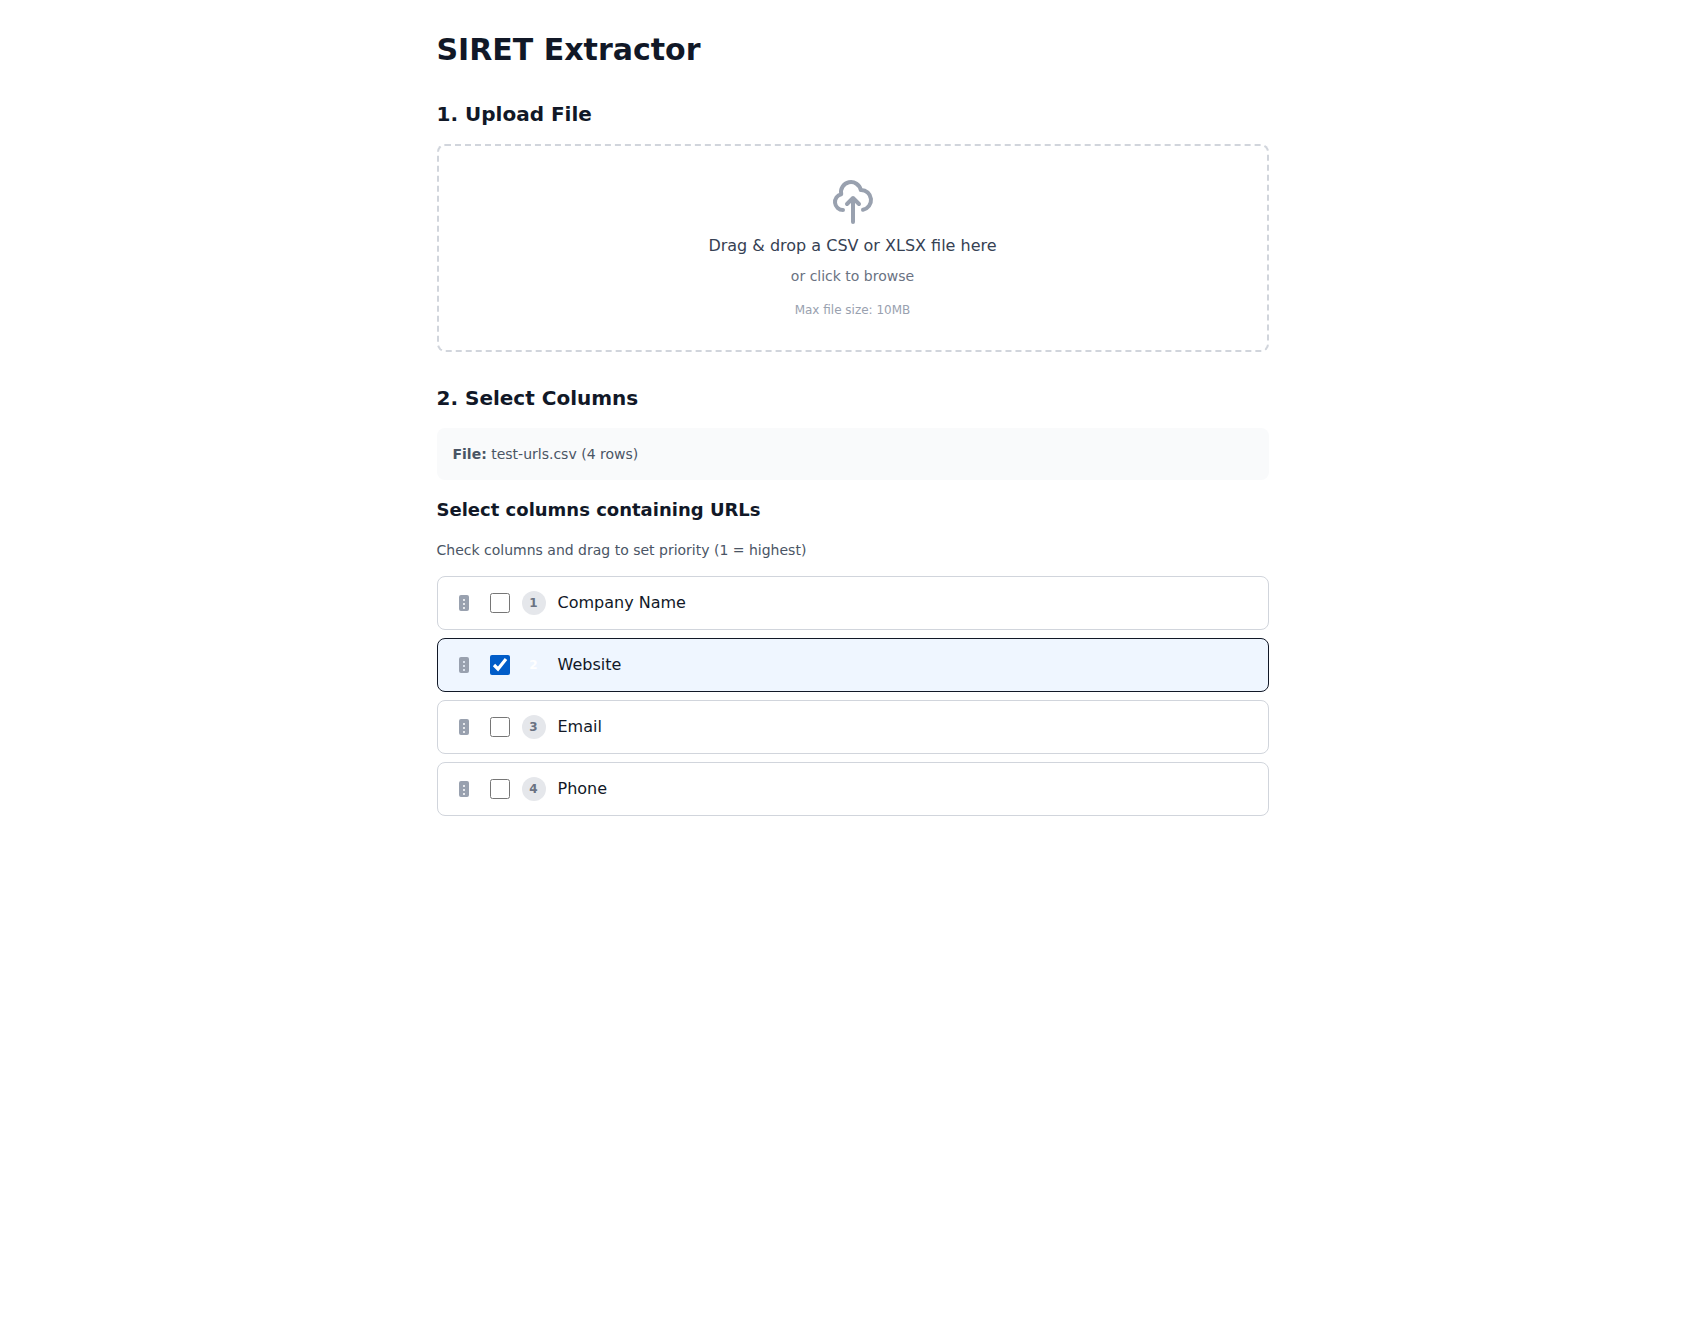 SIRET Extractor
1. Upload File
Drag & drop a CSV or XLSX file here
or click to browse
Max file size: 10MB
2. Select Columns
File: test-urls.csv (4 rows)
Select columns containing URLs
Check columns and drag to set priority (1 = highest)
1 Company Name
2 Website
3 Email
4 Phone